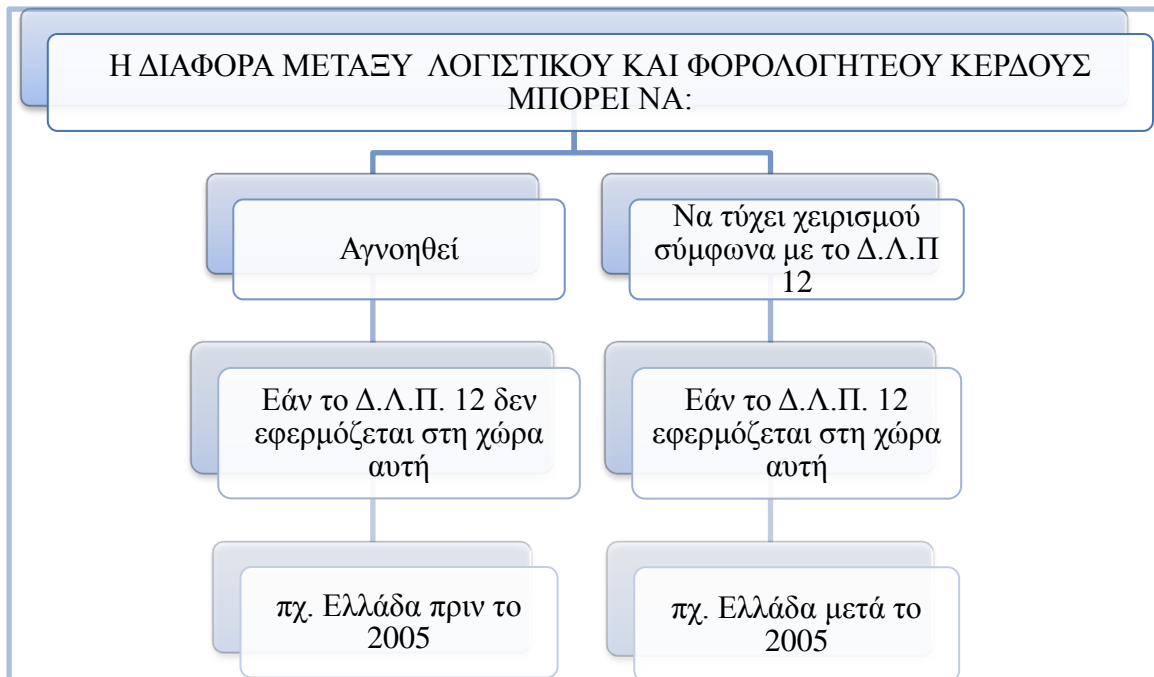 Η ΔΙΑΦΟΡΑ ΜΕΤΑΞΥ ΛΟΓΙΣΤΙΚΟΥ ΚΑΙ ΦΟΡΟΛΟΓΗΤΕΟΥ ΚΕΡΔΟΥΣ
ΜΠΟΡΕΙ ΝΑ:
Αγνοηθεί
Να τύχει χειρισμού
σύμφωνα με το Δ.Λ.Π
12
Εάν το Δ.Λ.Π. 12 δεν
εφερμόζεται στη χώρα
αυτή
Εάν το Δ.Λ.Π. 12
εφερμόζεται στη χώρα
αυτή
πχ. Ελλάδα πριν το
2005
πχ. Ελλάδα μετά το
2005